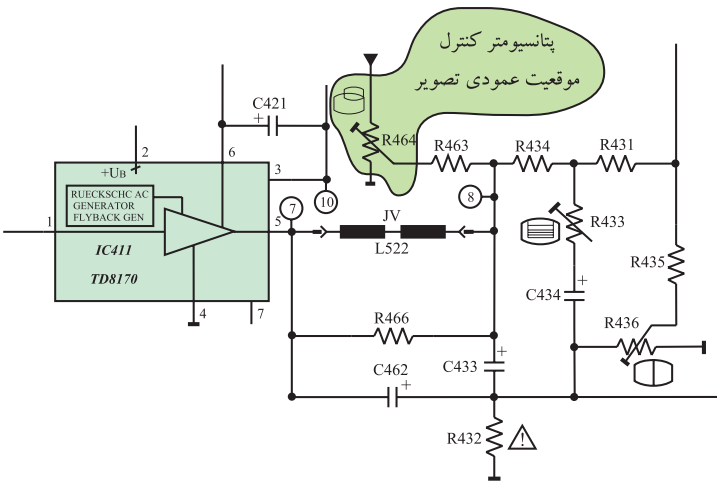 پتانسیومتر کنترل
موقعیت عمودی تصویر
C421
+
R464
R463
R434
R431
2
6
+UB
3
RUECKSCHC AC
GENERATOR
FLYBACK GEN
10
8
7
1
5
JV
L522
R433
IC411
TD8170
R435
+
C434
4
7
R466
R436
C462
+
C433
+
R432